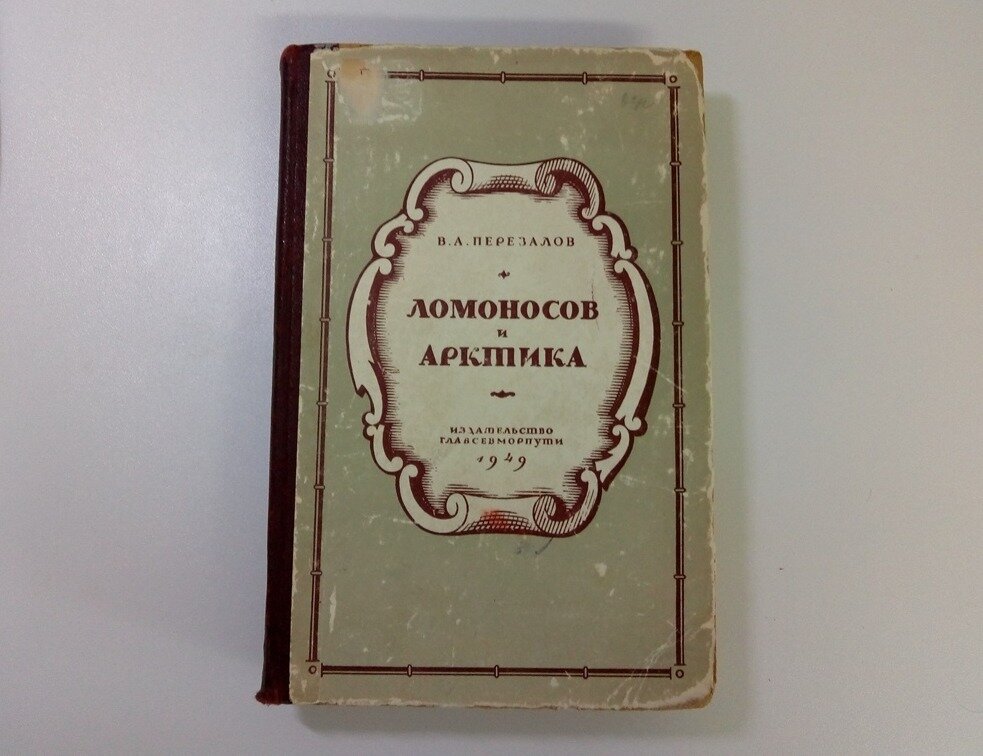 В. А. ПЕРЕЗАЛОВ
ЛОМОНОСОВ
и
АРКТИКА
ИЗДАТЕЛЬСТВО
ГЛАВСЕВМОРПУТИ
1949